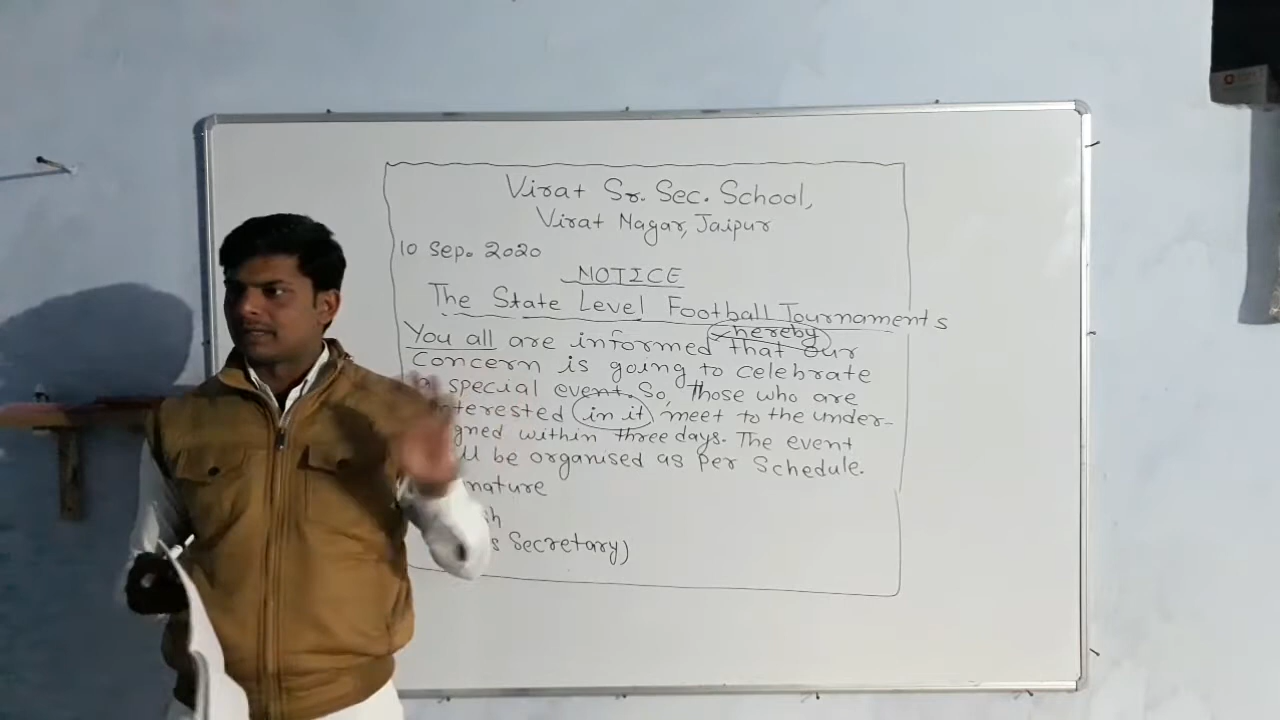 Virat Sr. Sec. School,
Virat Nagar, Jaipur
10 Sep. 2020
NOTICE
The State Level Football Tournaments
hereby
You all are informed that our
Concern is going to celebrate
special event. So, Those who are
interested in it meet to the under-
within three days. The event
be organised as per Schedule.
Secretary)